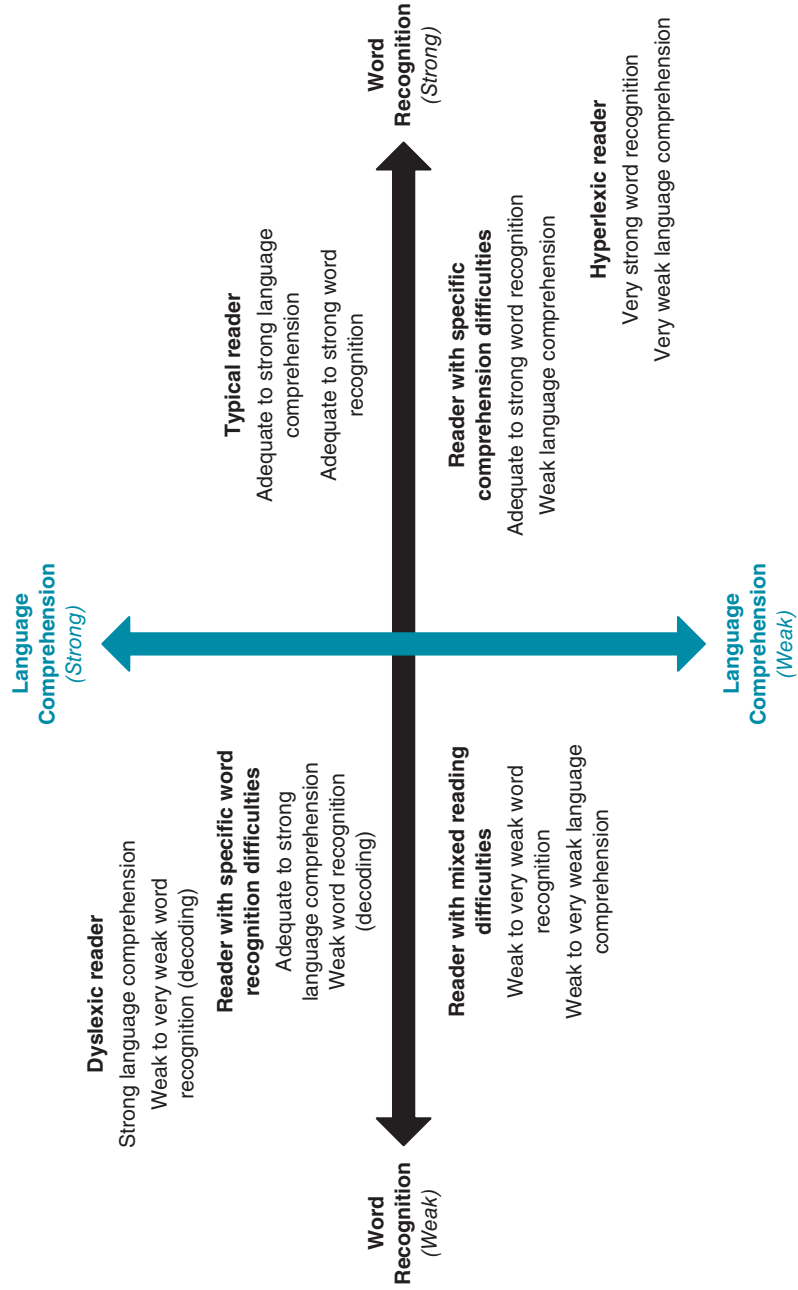 Language
Comprehension
(Strong)
Dyslexic reader
Strong language comprehension
Weak to very weak word
recognition (decoding)
Reader with specific word
recognition difficulties
Adequate to strong
language comprehension
Weak word recognition
(decoding)
Typical reader
Adequate to strong language
comprehension
Adequate to strong word
recognition
Word
Recognition
(Weak)
Word
Recognition
(Strong)
Reader with mixed reading
difficulties
Weak to very weak word
recognition
Weak to very weak language
comprehension
Reader with specific
comprehension difficulties
Adequate to strong word recognition
Weak language comprehension
Hyperlexic reader
Very strong word recognition
Very weak language comprehension
Language
Comprehension
(Weak)